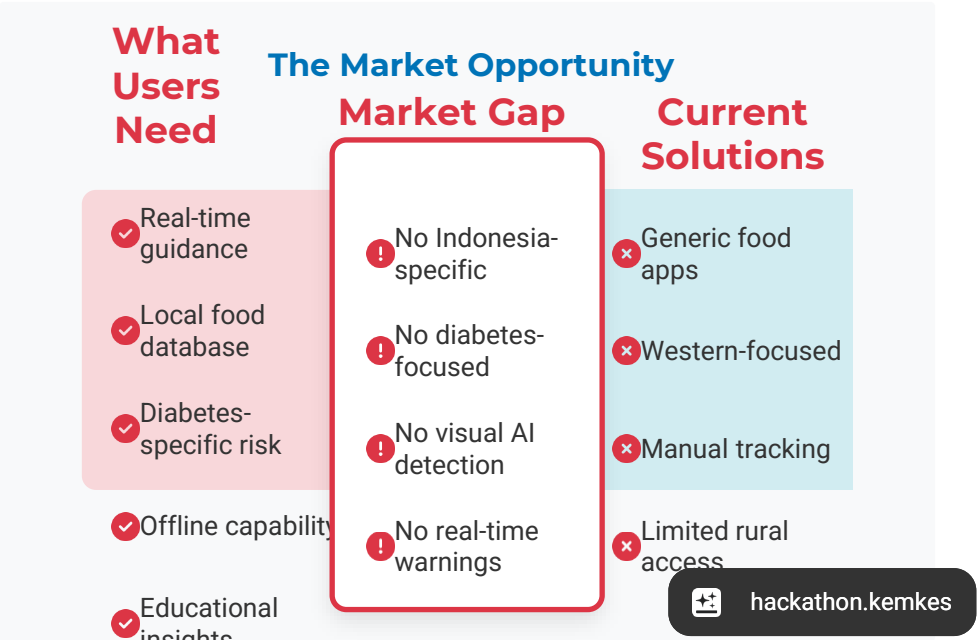 The Market Opportunity
What
Users
Need
Real-time
guidance
Local food
database
Diabetes-
specific risk
Offline capability
Educational
insights
Market Gap
No Indonesia-
specific
No diabetes-
focused
No visual AI
detection
No real-time
warnings
Current
Solutions
Generic food
apps
Western-focused
Manual tracking
Limited rural
access
hackathon.kemkes